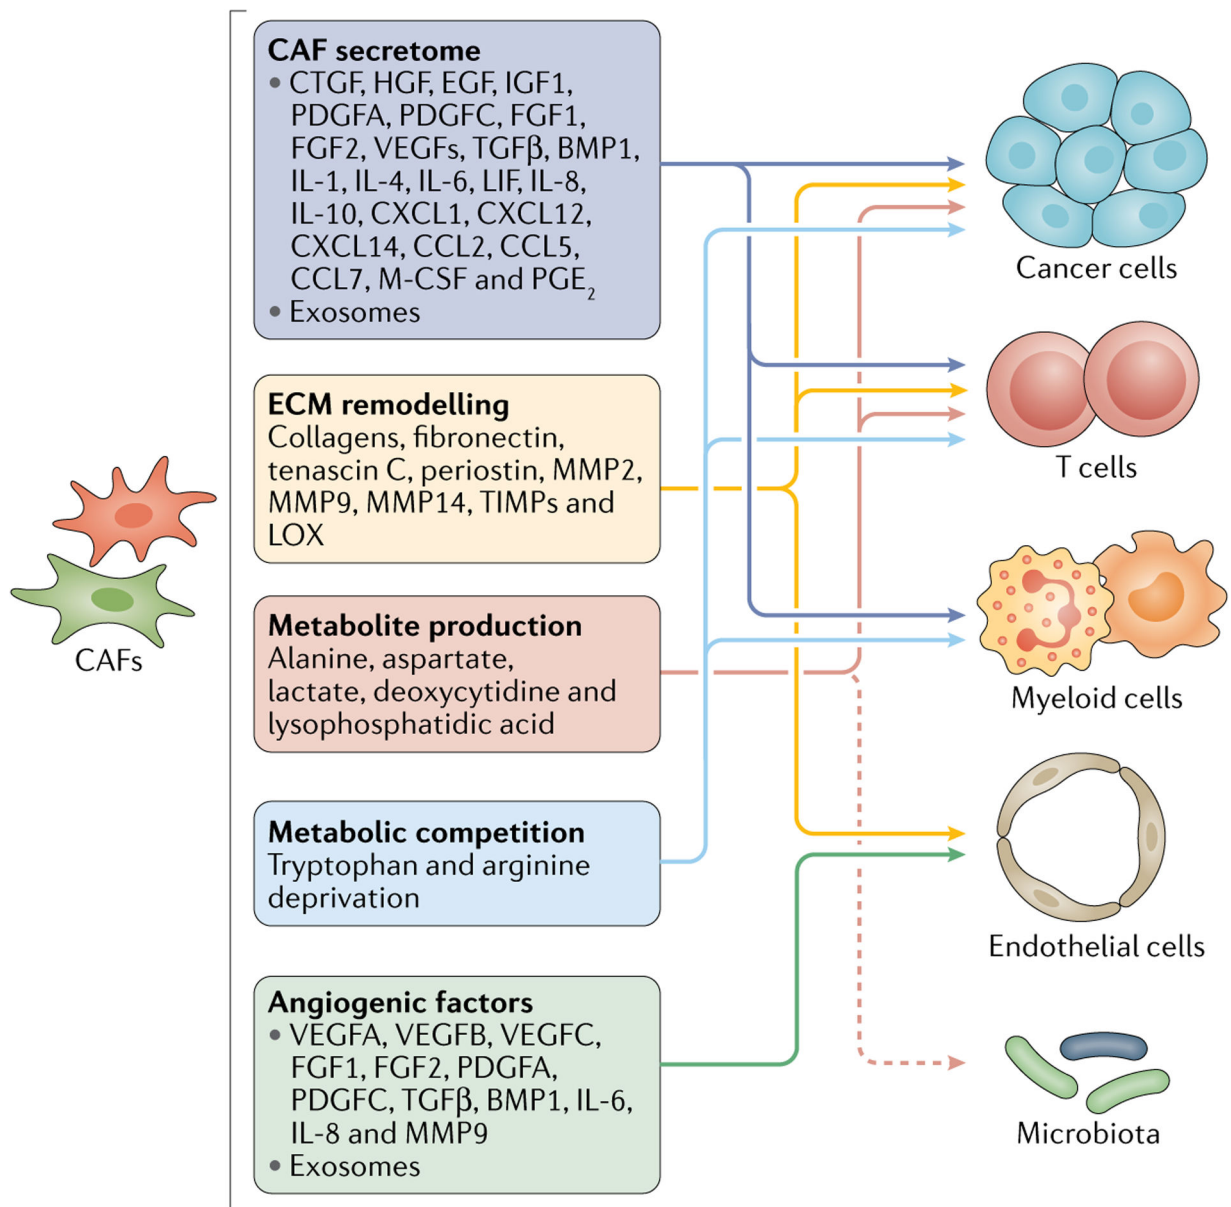 CAF secretome
• CTGF, HGF, EGF, IGF1,
PDGFA, PDGFC, FGF1,
FGF2, VEGFs, TGFβ, BMP1,
IL-1, IL-4, IL-6, LIF, IL-8,
IL-10, CXCL1, CXCL12,
CXCL14, CCL2, CCL5,
CCL7, M-CSF and PGE₂
• Exosomes
ECM remodelling
Collagens, fibronectin,
tenascin C, periostin, MMP2,
MMP9, MMP14, TIMPs and
LOX
Metabolite production
Alanine, aspartate,
lactate, deoxycytidine and
lysophosphatidic acid
Metabolic competition
Tryptophan and arginine
deprivation
Angiogenic factors
• VEGFA, VEGFB, VEGFC,
FGF1, FGF2, PDGFA,
PDGFC, TGFβ, BMP1, IL-6,
IL-8 and MMP9
• Exosomes
CAFs
Cancer cells
T cells
Myeloid cells
Endothelial cells
Microbiota